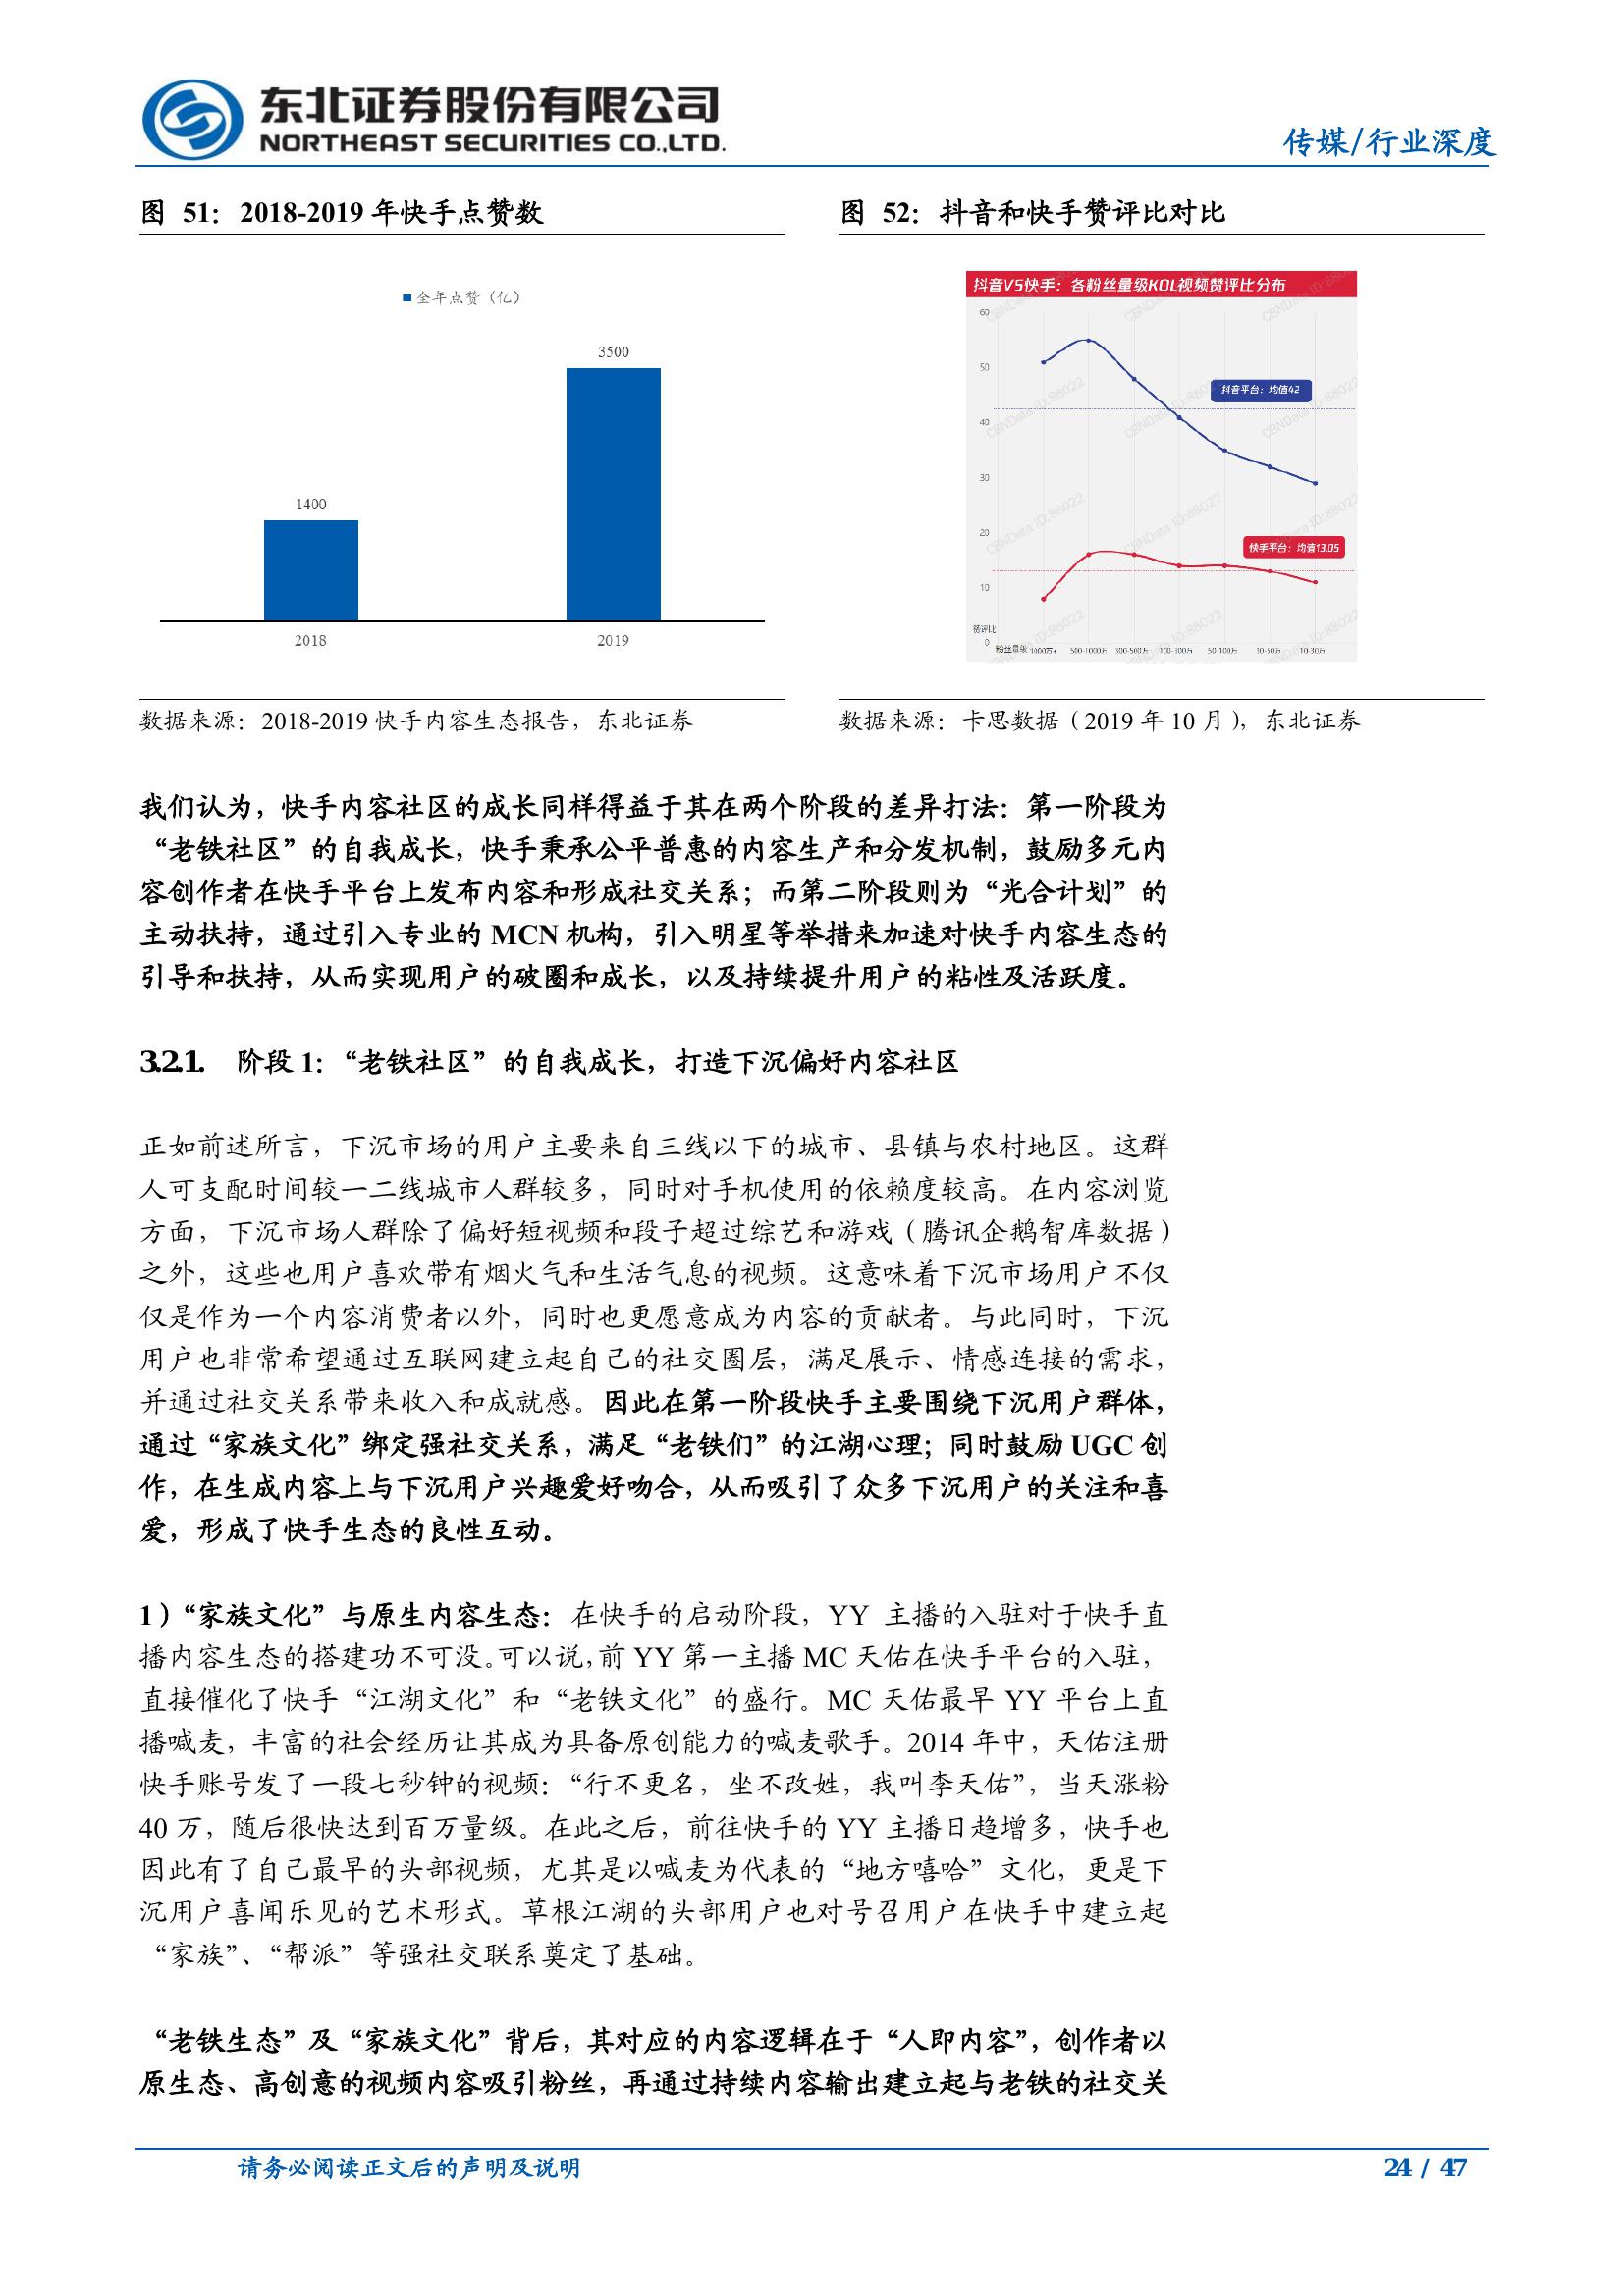 东北证券股份有限公司
NORTHEAST SECURITIES CO.,LTD.
传媒/行业深度
图 51：2018-2019 年快手点赞数
全年点赞（亿）
3500
1400
2018
2019
数据来源：2018-2019 快手内容生态报告，东北证券
图 52：抖音和快手赞评比对比
抖音VS快手：各粉丝量级KOL视频赞评比分布
60
50
抖音平台：均值42
40
30
20
快手平台：均值13.05
10
赞评比
0
粉丝量级 1000万+ 500-1000万 300-500万 100-300万 50-100万 30-50万 10-30万
数据来源：卡思数据（2019 年 10 月），东北证券
我们认为，快手内容社区的成长同样得益于其在两个阶段的差异打法：第一阶段为
“老铁社区”的自我成长，快手秉承公平普惠的内容生产和分发机制，鼓励多元内
容创作者在快手平台上发布内容和形成社交关系；而第二阶段则为“光合计划”的
主动扶持，通过引入专业的 MCN 机构，引入明星等举措来加速对快手内容生态的
引导和扶持，从而实现用户的破圈和成长，以及持续提升用户的粘性及活跃度。
3.2.1. 阶段 1：“老铁社区”的自我成长，打造下沉偏好内容社区
正如前述所言，下沉市场的用户主要来自三线以下的城市、县镇与农村地区。这群
人可支配时间较一二线城市人群较多，同时对手机使用的依赖度较高。在内容浏览
方面，下沉市场人群除了偏好短视频和段子超过综艺和游戏（腾讯企鹅智库数据）
之外，这些也用户喜欢带有烟火气和生活气息的视频。这意味着下沉市场用户不仅
仅是作为一个内容消费者以外，同时也更愿意成为内容的贡献者。与此同时，下沉
用户也非常希望通过互联网建立起自己的社交圈层，满足展示、情感连接的需求，
并通过社交关系带来收入和成就感。因此在第一阶段快手主要围绕下沉用户群体，
通过“家族文化”绑定强社交关系，满足“老铁们”的江湖心理；同时鼓励 UGC 创
作，在生成内容上与下沉用户兴趣爱好吻合，从而吸引了众多下沉用户的关注和喜
爱，形成了快手生态的良性互动。
1）“家族文化”与原生内容生态：在快手的启动阶段，YY 主播的入驻对于快手直
播内容生态的搭建功不可没。可以说，前 YY 第一主播 MC 天佑在快手平台的入驻，
直接催化了快手“江湖文化”和“老铁文化”的盛行。MC 天佑最早 YY 平台上直
播喊麦，丰富的社会经历让其成为具备原创能力的喊麦歌手。2014 年中，天佑注册
快手账号发了一段七秒钟的视频：“行不更名，坐不改姓，我叫李天佑”，当天涨粉
40 万，随后很快达到百万量级。在此之后，前往快手的 YY 主播日趋增多，快手也
因此有了自己最早的头部视频，尤其是以喊麦为代表的“地方嘻哈”文化，更是下
沉用户喜闻乐见的艺术形式。草根江湖的头部用户也对号召用户在快手中建立起
“家族”、“帮派”等强社交联系奠定了基础。
“老铁生态”及“家族文化”背后，其对应的内容逻辑在于“人即内容”，创作者以
原生态、高创意的视频内容吸引粉丝，再通过持续内容输出建立起与老铁的社交关
请务必阅读正文后的声明及说明
24 / 47